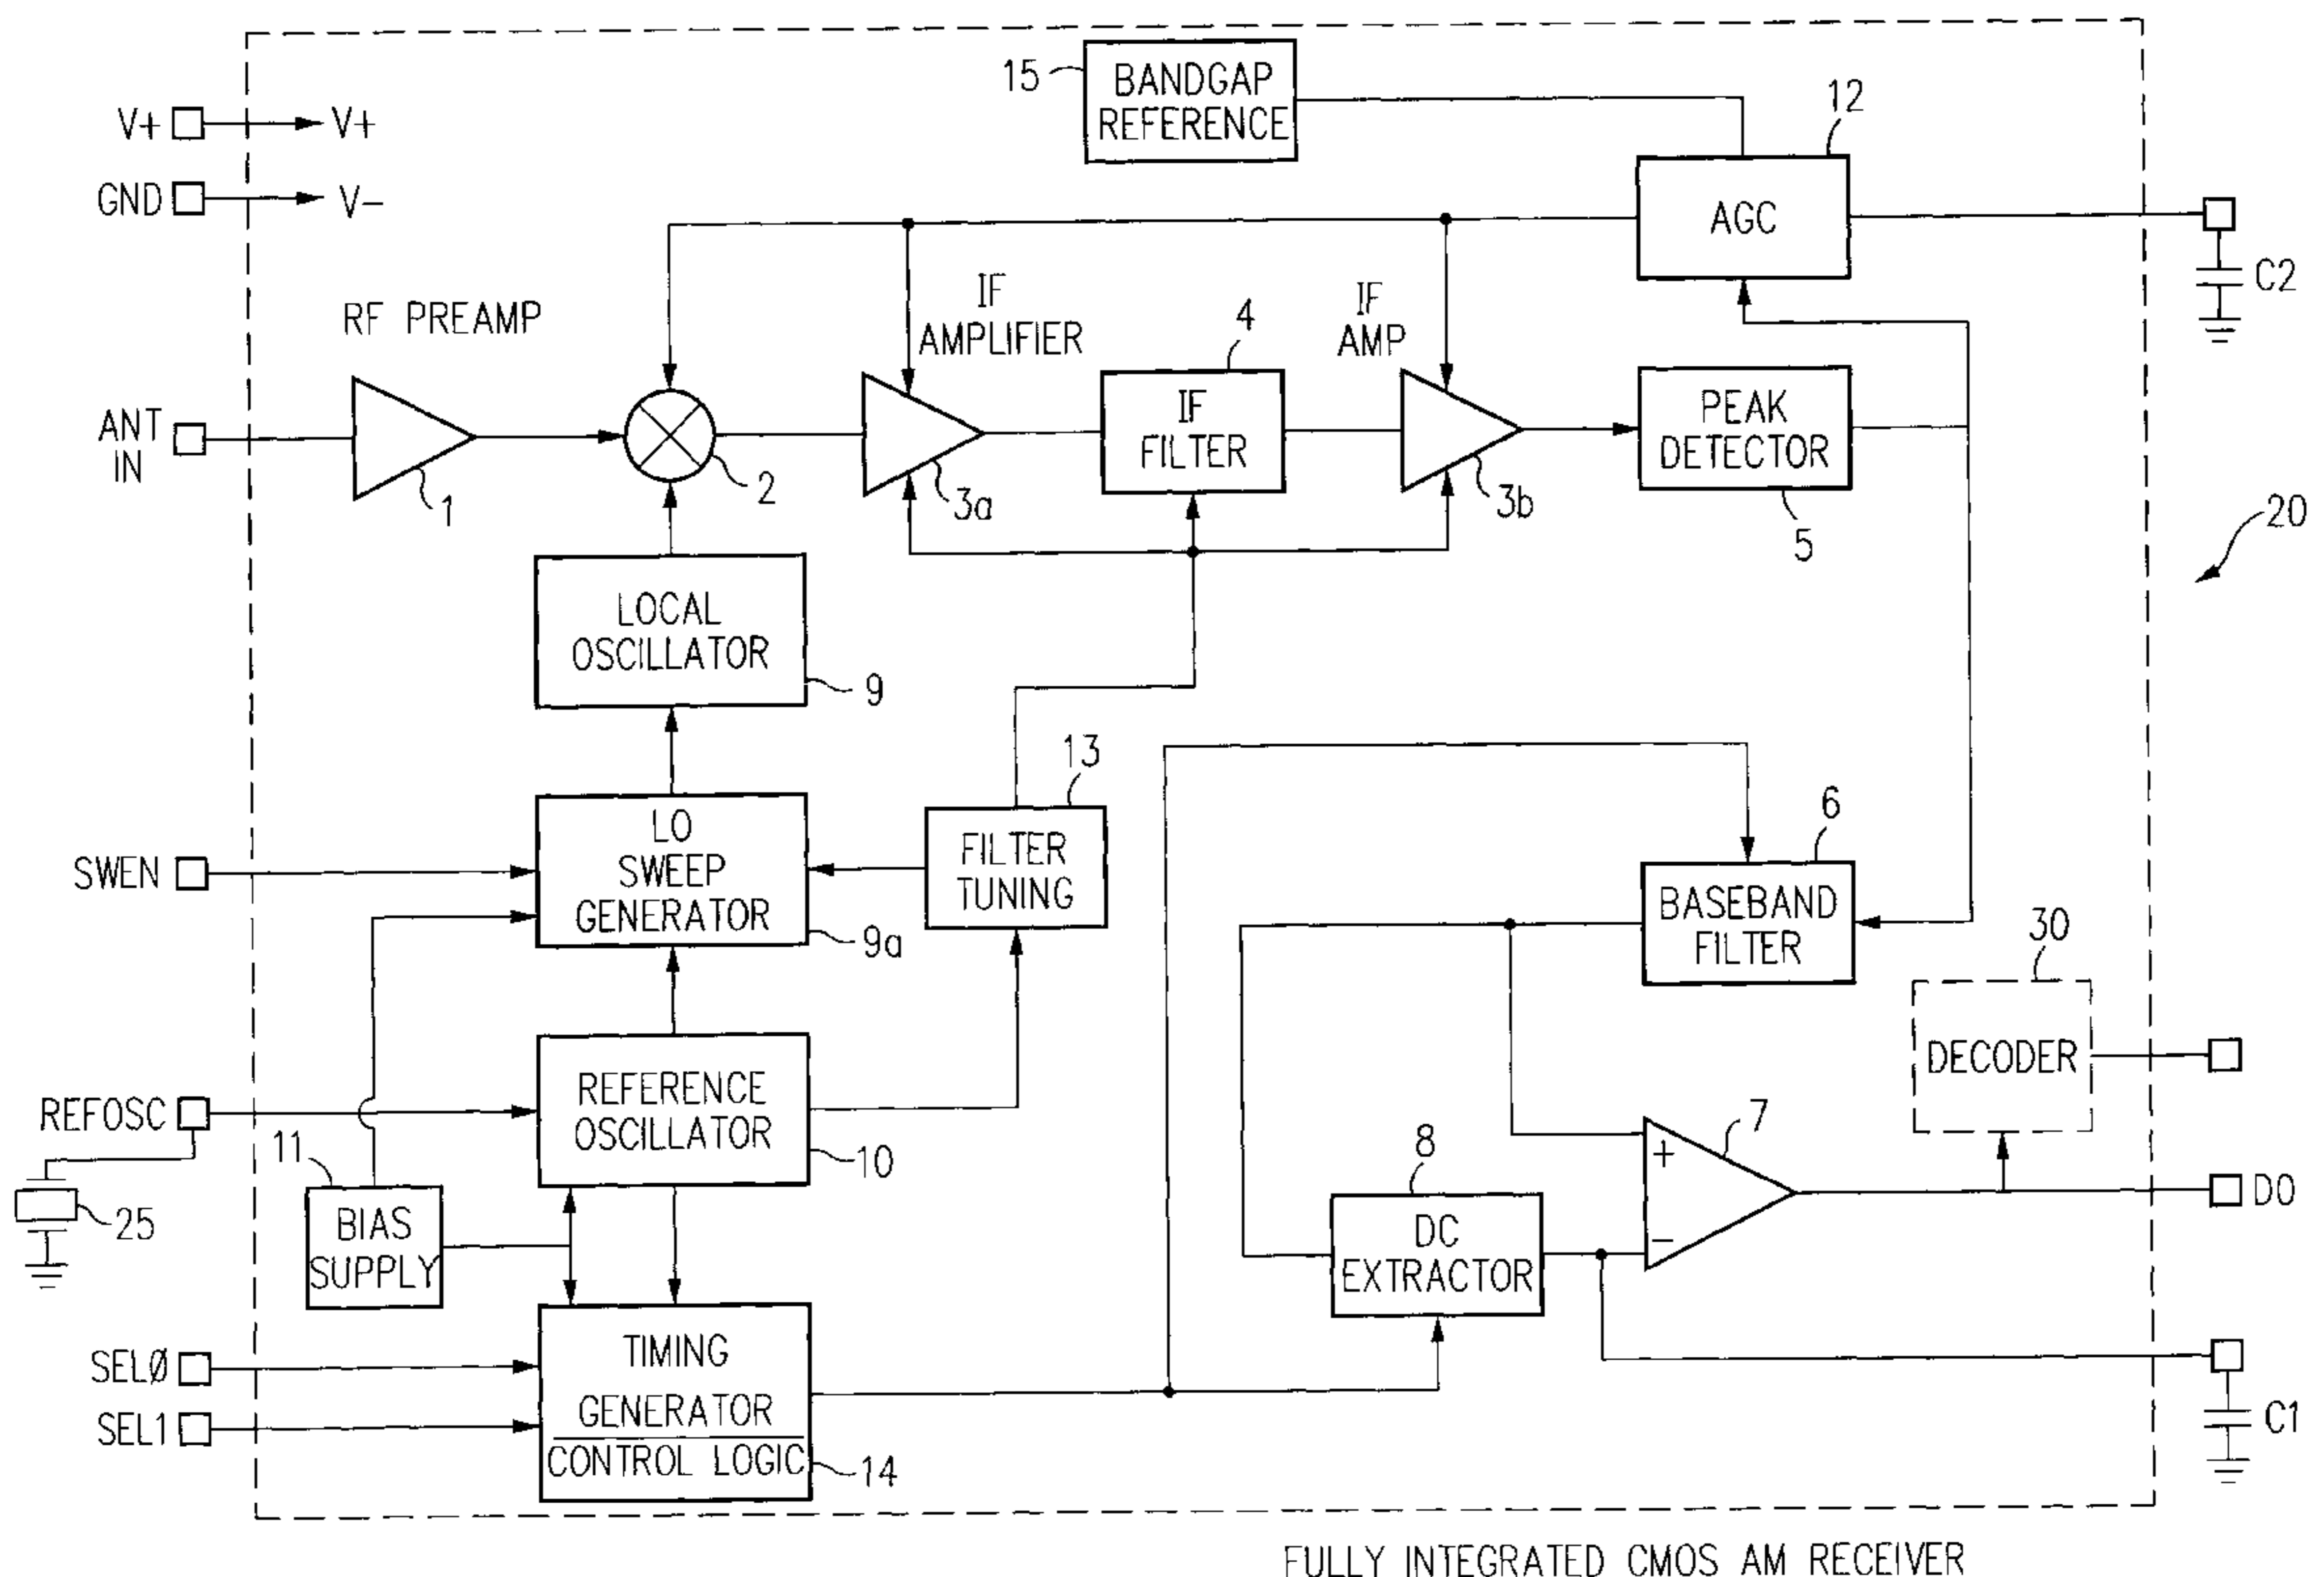 15
BANDGAP
REFERENCE
12
V+
V+
GND
V−
AGC
C2
RF PREAMP
IF
AMPLIFIER
4
IF
AMP
ANT
IN
1
2
3a
IF
FILTER
3b
PEAK
DETECTOR
5
20
LOCAL
OSCILLATOR
9
13
SWEN
LO
SWEEP
GENERATOR
9a
FILTER
TUNING
6
BASEBAND
FILTER
30
DECODER
REFOSC
REFERENCE
OSCILLATOR
10
25
11
BIAS
SUPPLY
8
DC
EXTRACTOR
+
−
7
DO
SELØ
SEL1
TIMING
GENERATOR
CONTROL LOGIC
14
C1
FULLY INTEGRATED CMOS AM RECEIVER